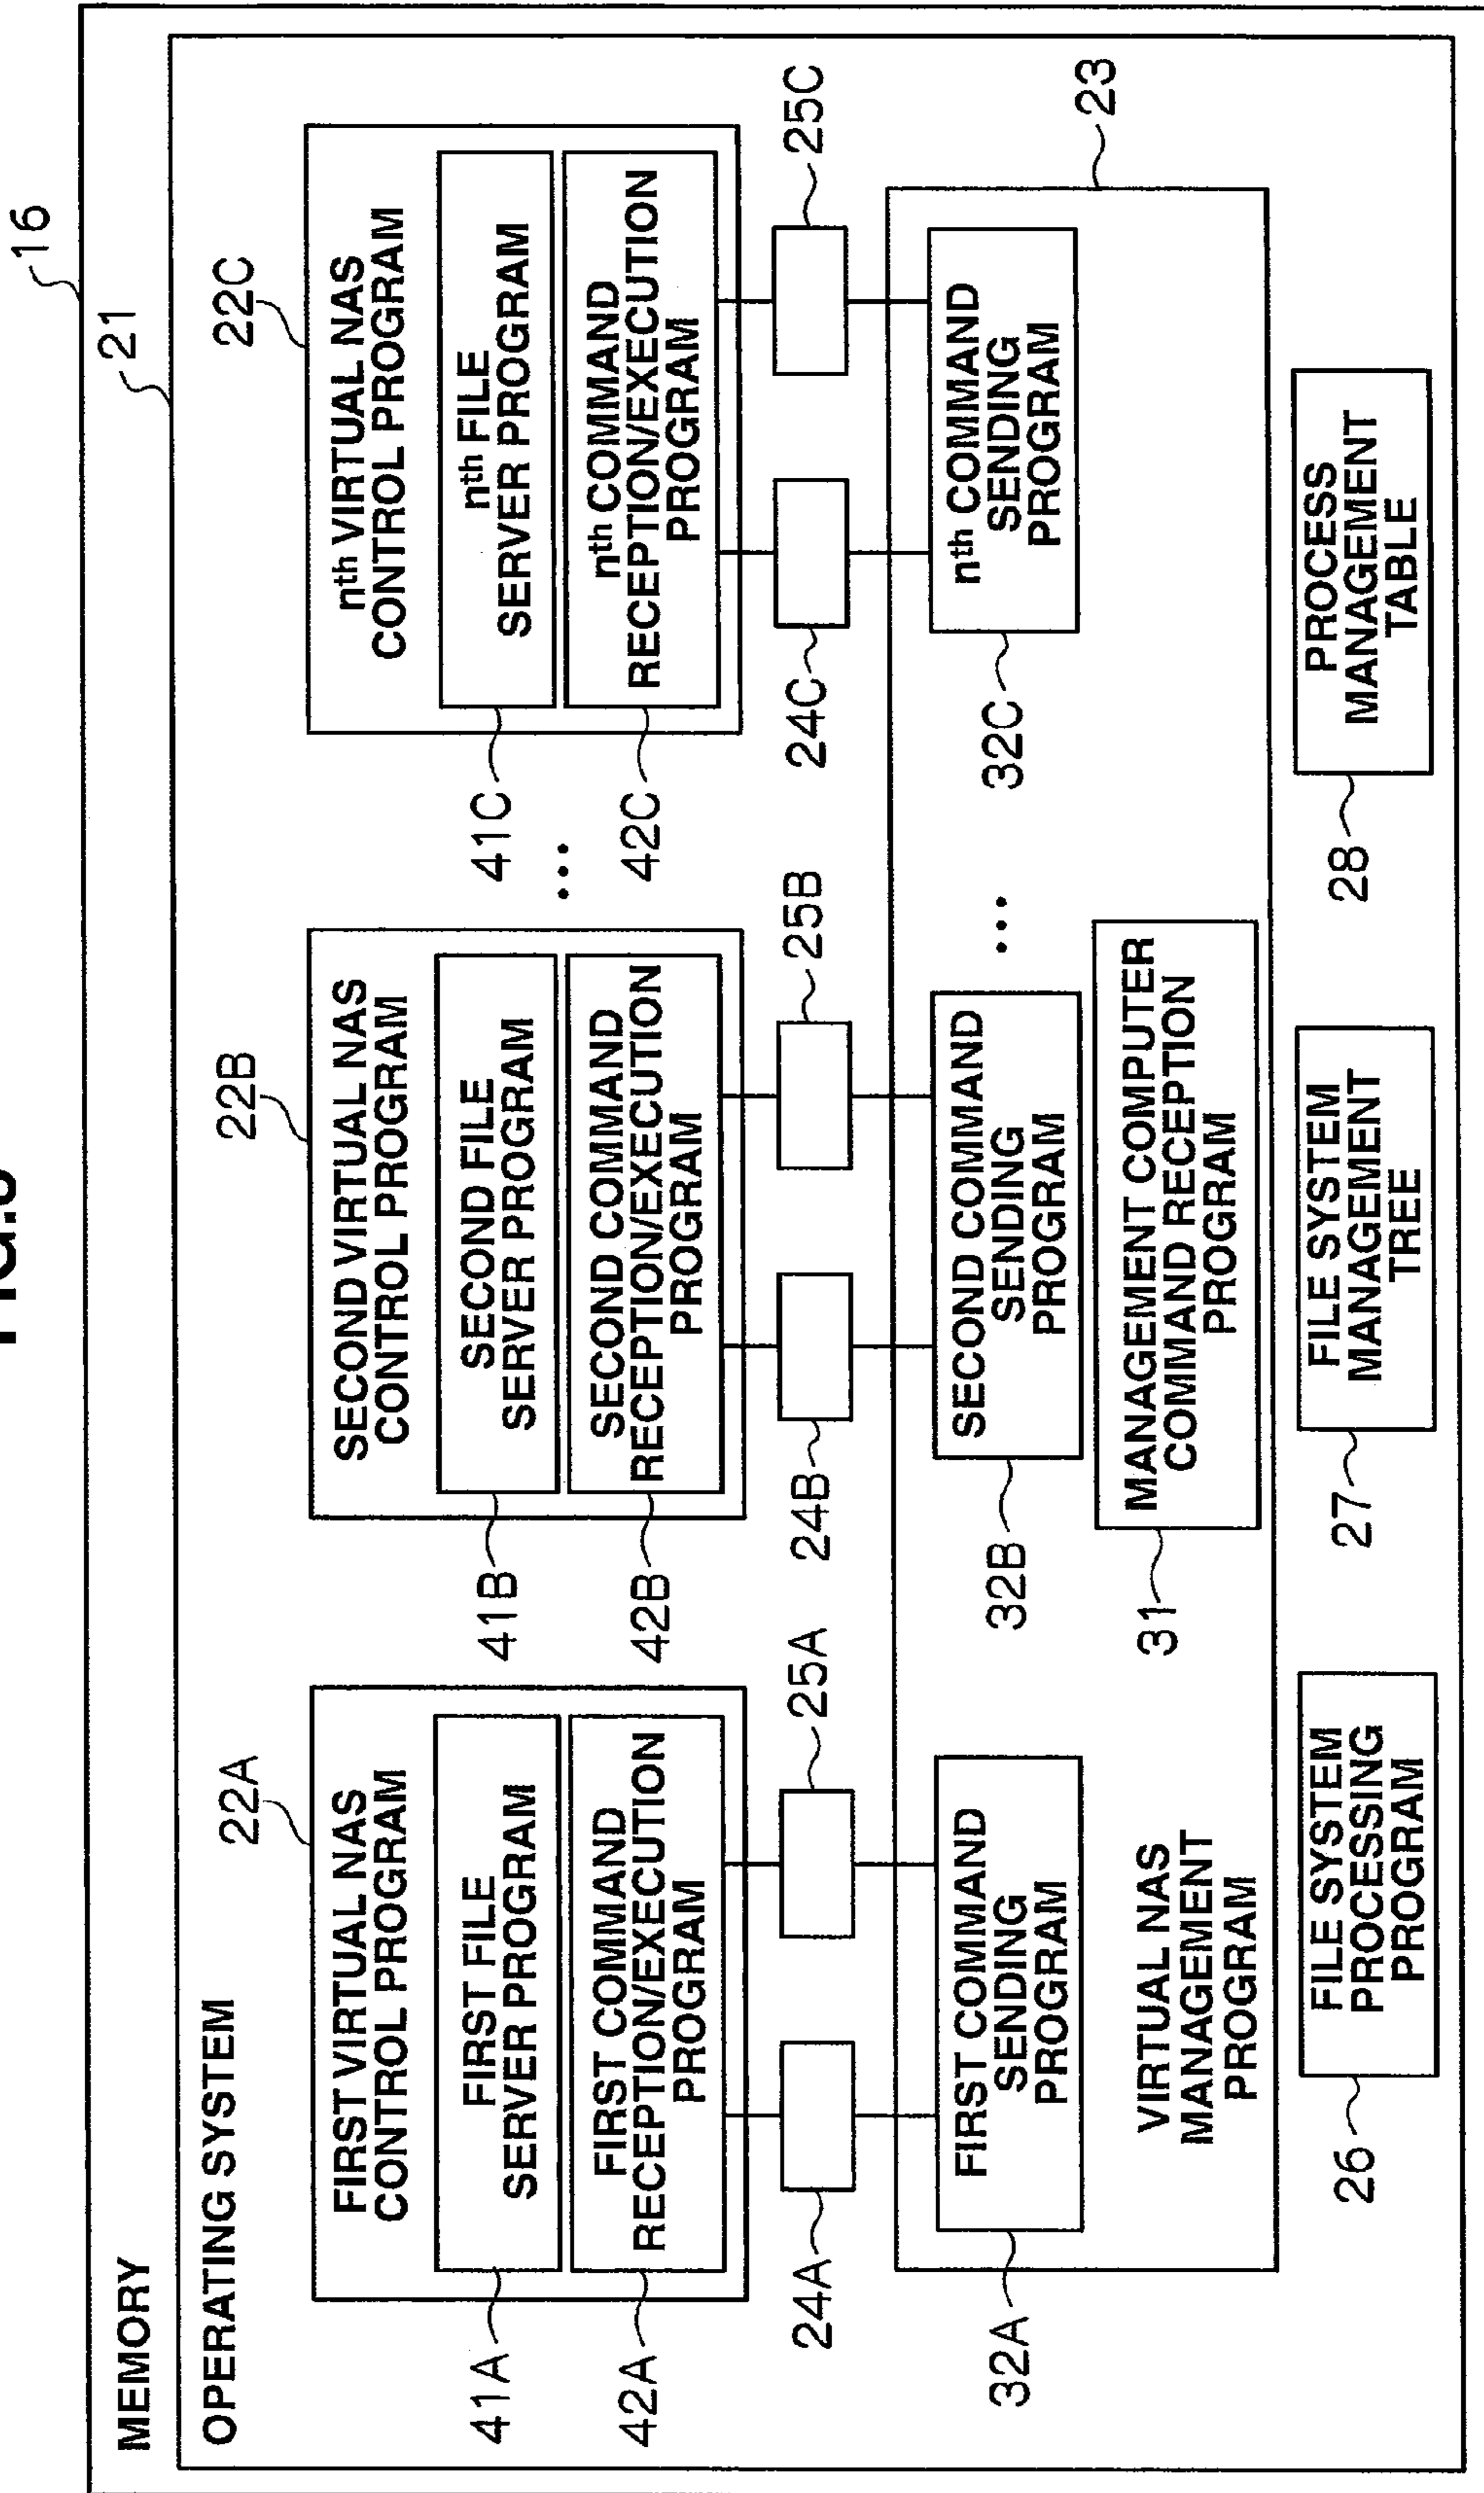 16
MEMORY
21
OPERATING SYSTEM
22A
22B
22C
FIRST VIRTUAL NAS
CONTROL PROGRAM
SECOND VIRTUAL NAS
CONTROL PROGRAM
nth VIRTUAL NAS
CONTROL PROGRAM
41A
FIRST FILE
SERVER PROGRAM
41B
SECOND FILE
SERVER PROGRAM
...
41C
nth FILE
SERVER PROGRAM
42A
FIRST COMMAND
RECEPTION/EXECUTION
PROGRAM
42B
SECOND COMMAND
RECEPTION/EXECUTION
PROGRAM
42C
nth COMMAND
RECEPTION/EXECUTION
PROGRAM
24A
25A
24B
25B
24C
25C
32A
FIRST COMMAND
SENDING
PROGRAM
32B
SECOND COMMAND
SENDING
PROGRAM
...
32C
nth COMMAND
SENDING
PROGRAM
23
VIRTUAL NAS
MANAGEMENT
PROGRAM
31
MANAGEMENT COMPUTER
COMMAND RECEPTION
PROGRAM
26
FILE SYSTEM
PROCESSING
PROGRAM
27
FILE SYSTEM
MANAGEMENT
TREE
28
PROCESS
MANAGEMENT
TABLE